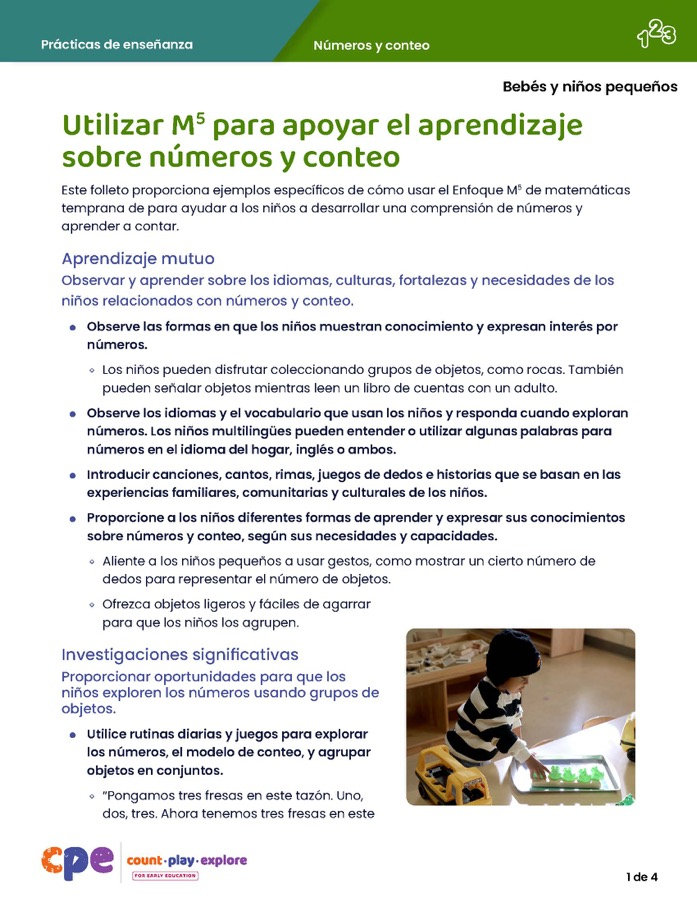 Prácticas de enseñanza
Números y conteo
123
Bebés y niños pequeños
Utilizar M⁵ para apoyar el aprendizaje
sobre números y conteo
Este folleto proporciona ejemplos específicos de cómo usar el Enfoque M⁵ de matemáticas
temprana de para ayudar a los niños a desarrollar una comprensión de números y
aprender a contar.
Aprendizaje mutuo
Observar y aprender sobre los idiomas, culturas, fortalezas y necesidades de los
niños relacionados con números y conteo.
● Observe las formas en que los niños muestran conocimiento y expresan interés por
números.
⬦ Los niños pueden disfrutar coleccionando grupos de objetos, como rocas. También
pueden señalar objetos mientras leen un libro de cuentas con un adulto.
● Observe los idiomas y el vocabulario que usan los niños y responda cuando exploran
números. Los niños multilingües pueden entender o utilizar algunas palabras para
números en el idioma del hogar, inglés o ambos.
● Introducir canciones, cantos, rimas, juegos de dedos e historias que se basan en las
experiencias familiares, comunitarias y culturales de los niños.
● Proporcione a los niños diferentes formas de aprender y expresar sus conocimientos
sobre números y conteo, según sus necesidades y capacidades.
⬦ Aliente a los niños pequeños a usar gestos, como mostrar un cierto número de
dedos para representar el número de objetos.
⬦ Ofrezca objetos ligeros y fáciles de agarrar
para que los niños los agrupen.
Investigaciones significativas
Proporcionar oportunidades para que los
niños exploren los números usando grupos de
objetos.
● Utilice rutinas diarias y juegos para explorar
los números, el modelo de conteo, y agrupar
objetos en conjuntos.
⬦ "Pongamos tres fresas en este tazón. Uno,
dos, tres. Ahora tenemos tres fresas en este
cpe
count·play·explore
FOR EARLY EDUCATION
1 de 4